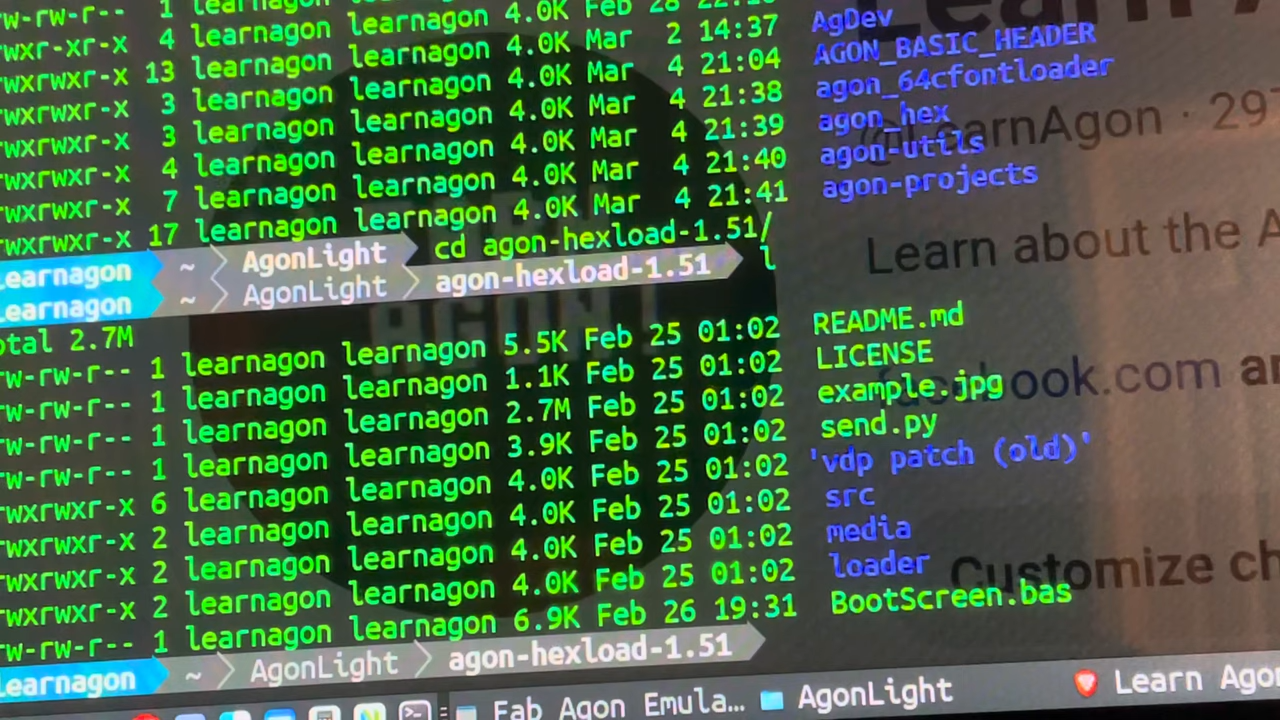 rw-rw-r-- 1 learnagon learnagon 4.0K Feb 28
rwxr-xr-x 4 learnagon learnagon 4.0K Mar 2 14:37 AgDev
rwxrwxr-x 13 learnagon learnagon 4.0K Mar 4 21:04 AGON_BASIC_HEADER
rwxrwxr-x 3 learnagon learnagon 4.0K Mar 4 21:38 agon_64cfontloader
rwxrwxr-x 3 learnagon learnagon 4.0K Mar 4 21:39 agon_hex
rwxrwxr-x 4 learnagon learnagon 4.0K Mar 4 21:40 agon-utils
rwxrwxr-x 7 learnagon learnagon 4.0K Mar 4 21:41 agon-projects
rwxrwxr-x 17 learnagon
learnagon ~ AgonLight cd agon-hexload-1.51/
learnagon ~ AgonLight agon-hexload-1.51 l
otal 2.7M
rw-rw-r-- 1 learnagon learnagon 5.5K Feb 25 01:02 README.md
rw-rw-r-- 1 learnagon learnagon 1.1K Feb 25 01:02 LICENSE
rw-rw-r-- 1 learnagon learnagon 2.7M Feb 25 01:02 example.jpg
rw-rw-r-- 1 learnagon learnagon 3.9K Feb 25 01:02 send.py
rwxrwxr-x 6 learnagon learnagon 4.0K Feb 25 01:02 'vdp patch (old)'
rwxrwxr-x 2 learnagon learnagon 4.0K Feb 25 01:02 src
rwxrwxr-x 2 learnagon learnagon 4.0K Feb 25 01:02 media
rwxrwxr-x 2 learnagon learnagon 4.0K Feb 25 01:02 loader
rw-rw-r-- 1 learnagon learnagon 6.9K Feb 26 19:31 BootScreen.bas
learnagon ~ AgonLight agon-hexload-1.51
Learn A
@LearnAgon · 297
Learn about the A
facebook.com an
Customize ch
Fab Agon Emula... AgonLight Learn Agon